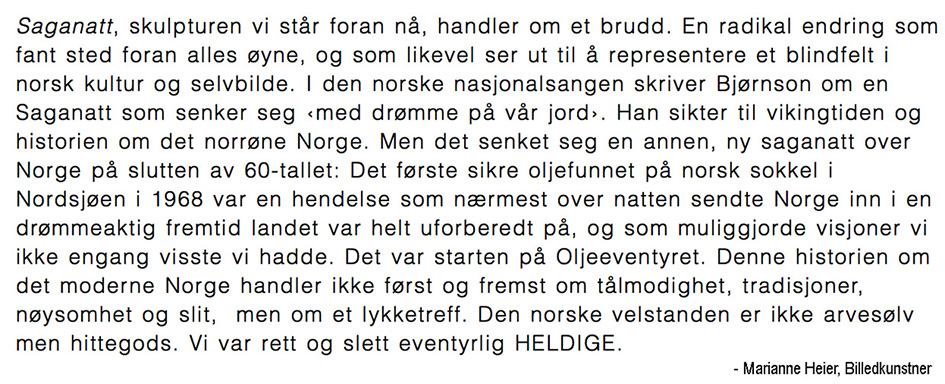 Saganatt, skulpturen vi står foran nå, handler om et brudd. En radikal endring som
fant sted foran alles øyne, og som likevel ser ut til å representere et blindfelt i
norsk kultur og selvbilde. I den norske nasjonalsangen skriver Bjørnson om en
Saganatt som senker seg ‹med drømme på vår jord›. Han sikter til vikingtiden og
historien om det norrøne Norge. Men det senket seg en annen, ny saganatt over
Norge på slutten av 60-tallet: Det første sikre oljefunnet på norsk sokkel i
Nordsjøen i 1968 var en hendelse som nærmest over natten sendte Norge inn i en
drømmeaktig fremtid landet var helt uforberedt på, og som muliggjorde visjoner vi
ikke engang visste vi hadde. Det var starten på Oljeeventyret. Denne historien om
det moderne Norge handler ikke først og fremst om tålmodighet, tradisjoner,
nøysomhet og slit,  men om et lykketreff. Den norske velstanden er ikke arvesølv
men hittegods. Vi var rett og slett eventyrlig HELDIGE.
- Marianne Heier, Billedkunstner